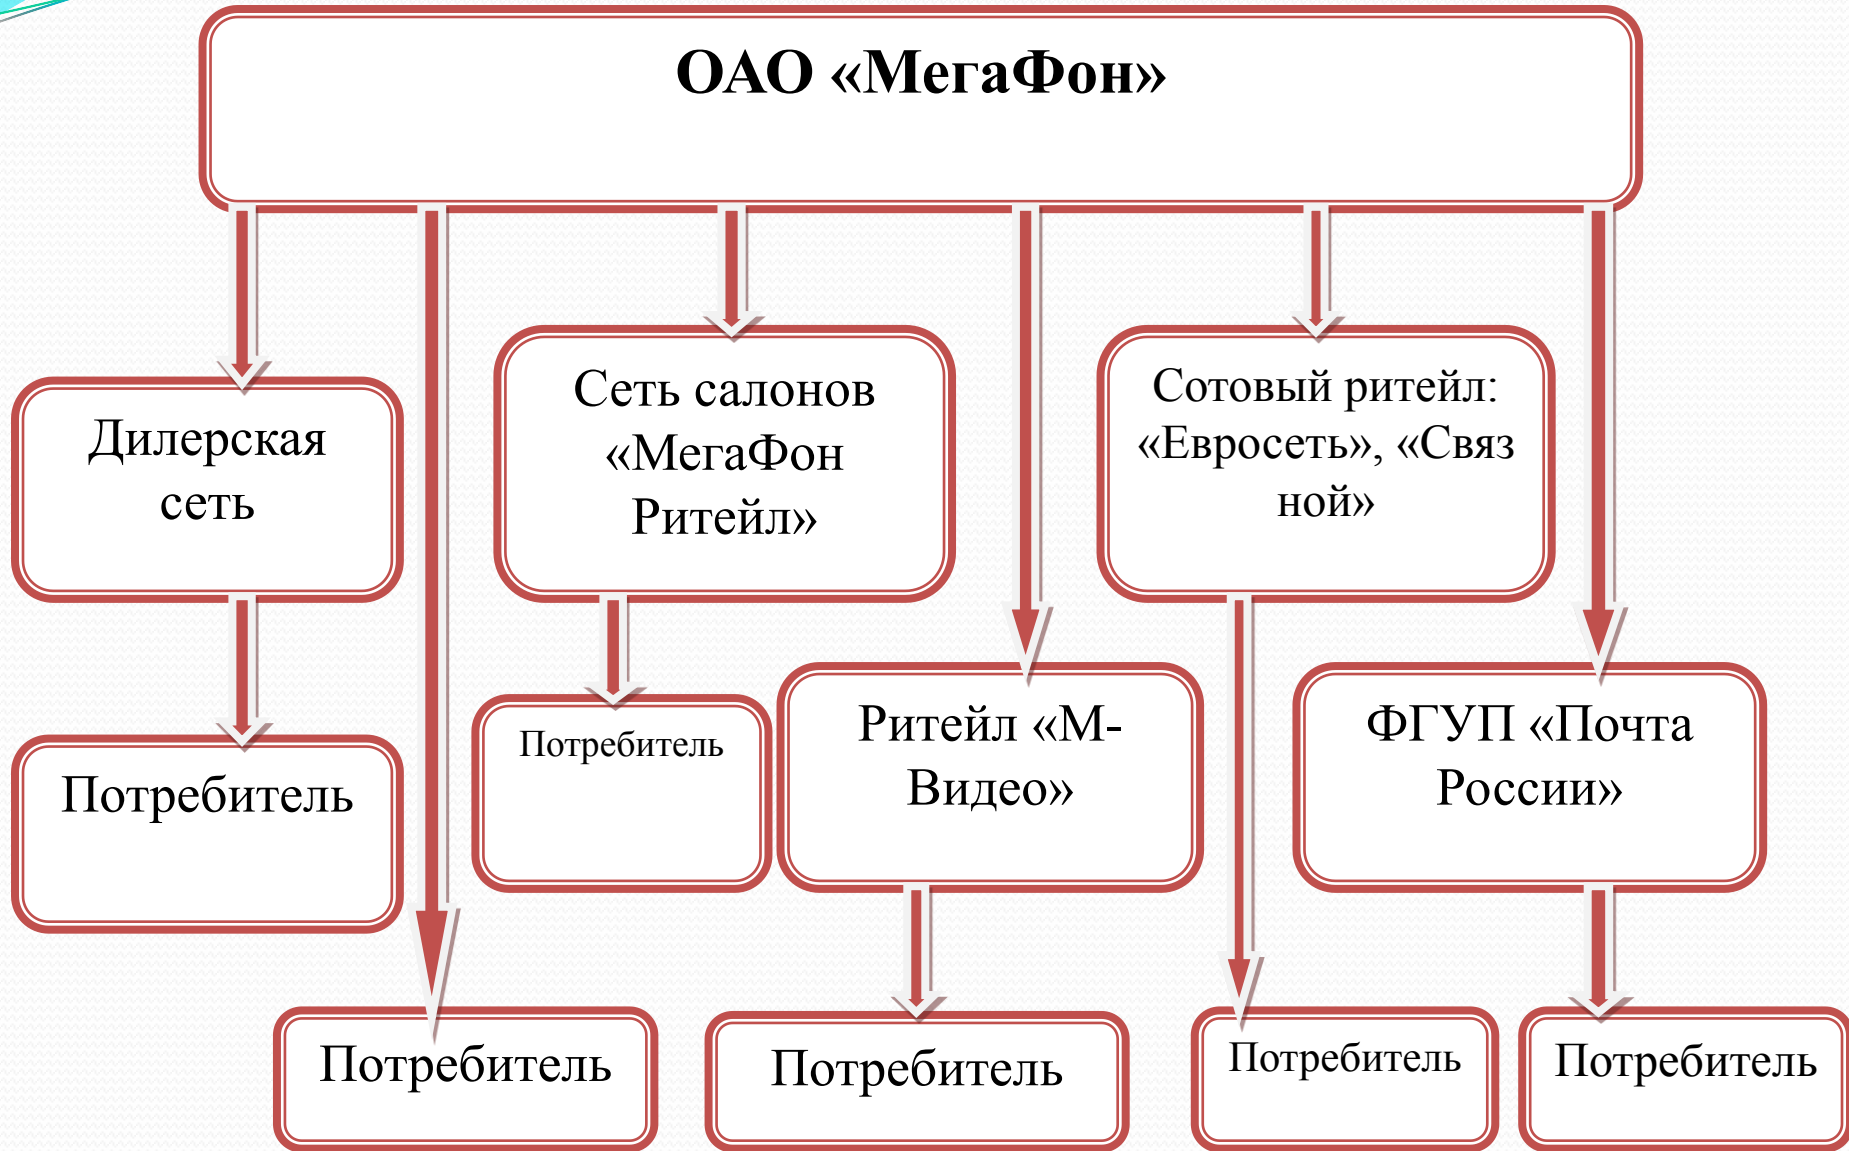 ОАО «МегаФон»
Дилерская
сеть
Сеть салонов
«МегаФон
Ритейл»
Сотовый ритейл:
«Евросеть», «Связ
ной»
Потребитель
Потребитель
Ритейл «М-
Видео»
ФГУП «Почта
России»
Потребитель
Потребитель
Потребитель
Потребитель